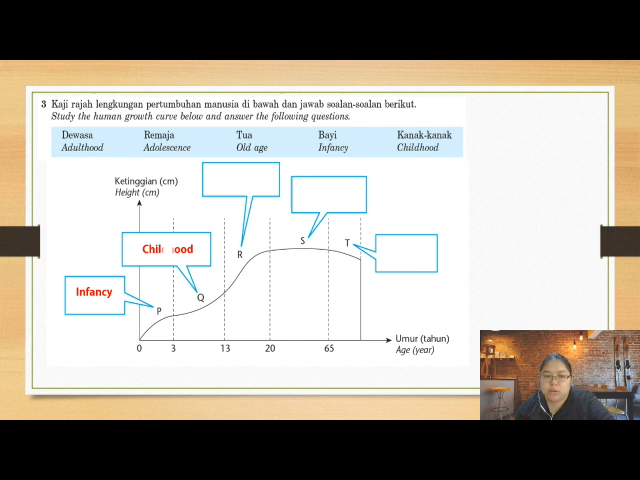 3 Kaji rajah lengkungan pertumbuhan manusia di bawah dan jawab soalan-soalan berikut.
Study the human growth curve below and answer the following questions.
Dewasa Remaja Tua Bayi Kanak-kanak
Adulthood Adolescence Old age Infancy Childhood
Ketinggian (cm)
Height (cm)
Childhood
Infancy
P
Q
R
S
T
0 3 13 20 65
Umur (tahun)
Age (year)